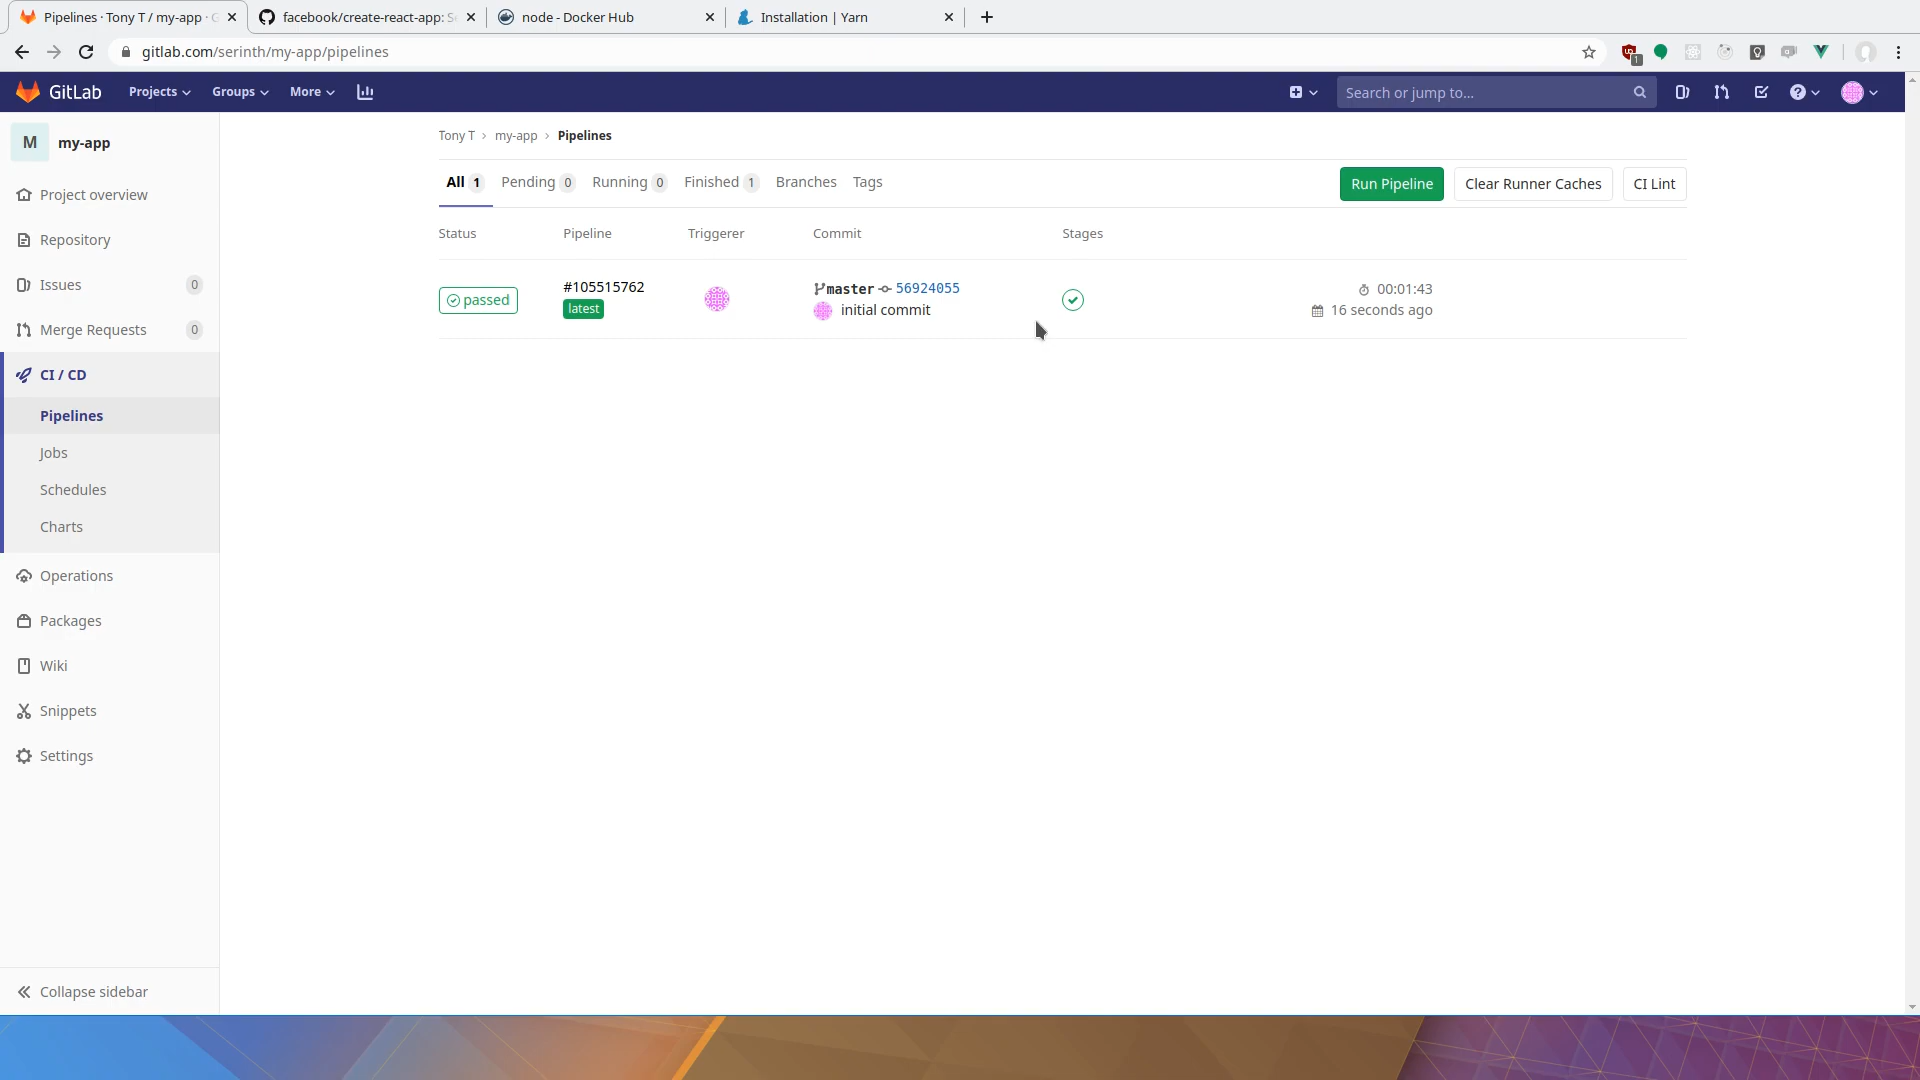 Pipelines · Tony T / my-app · G
facebook/create-react-app: Se
node - Docker Hub
Installation | Yarn
gitlab.com/serinth/my-app/pipelines
1
GitLab
Projects
Groups
More
Search or jump to...
M
my-app
Tony T > my-app > Pipelines
All 1
Pending 0
Running 0
Finished 1
Branches
Tags
Run Pipeline
Clear Runner Caches
CI Lint
Project overview
Repository
Issues 0
Merge Requests 0
CI / CD
Pipelines
Jobs
Schedules
Charts
Operations
Packages
Wiki
Snippets
Settings
Collapse sidebar
Status Pipeline Triggerer Commit Stages
passed
#105515762
latest
master 56924055
initial commit
00:01:43
16 seconds ago